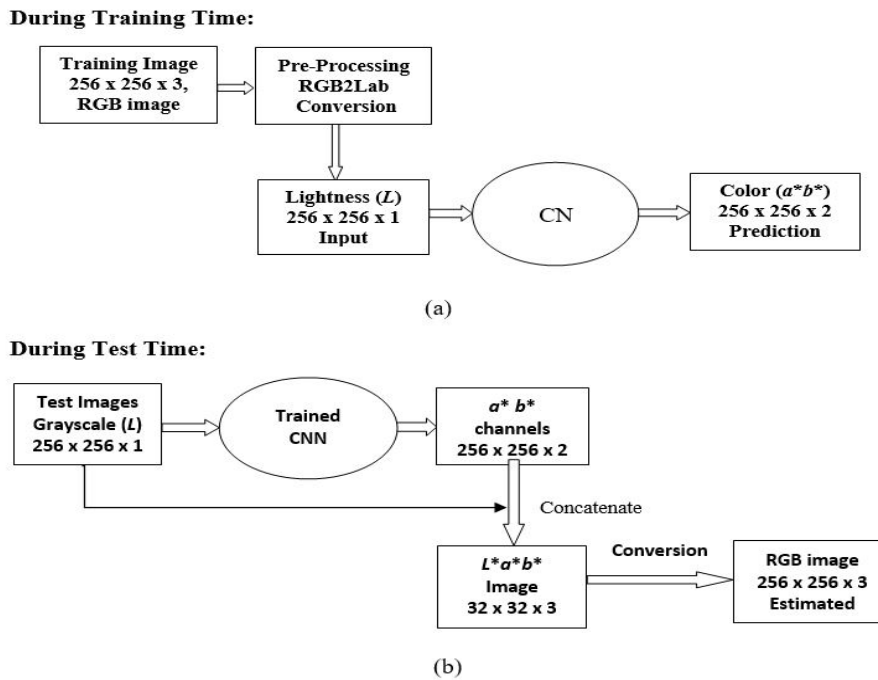 During Training Time:
Training Image
256 x 256 x 3,
RGB image
Pre-Processing
RGB2Lab
Conversion
Lightness (L)
256 x 256 x 1
Input
CN
Color (a*b*)
256 x 256 x 2
Prediction
(a)
During Test Time:
Test Images
Grayscale (L)
256 x 256 x 1
Trained
CNN
a* b*
channels
256 x 256 x 2
Concatenate
L*a*b*
Image
32 x 32 x 3
Conversion
RGB image
256 x 256 x 3
Estimated
(b)